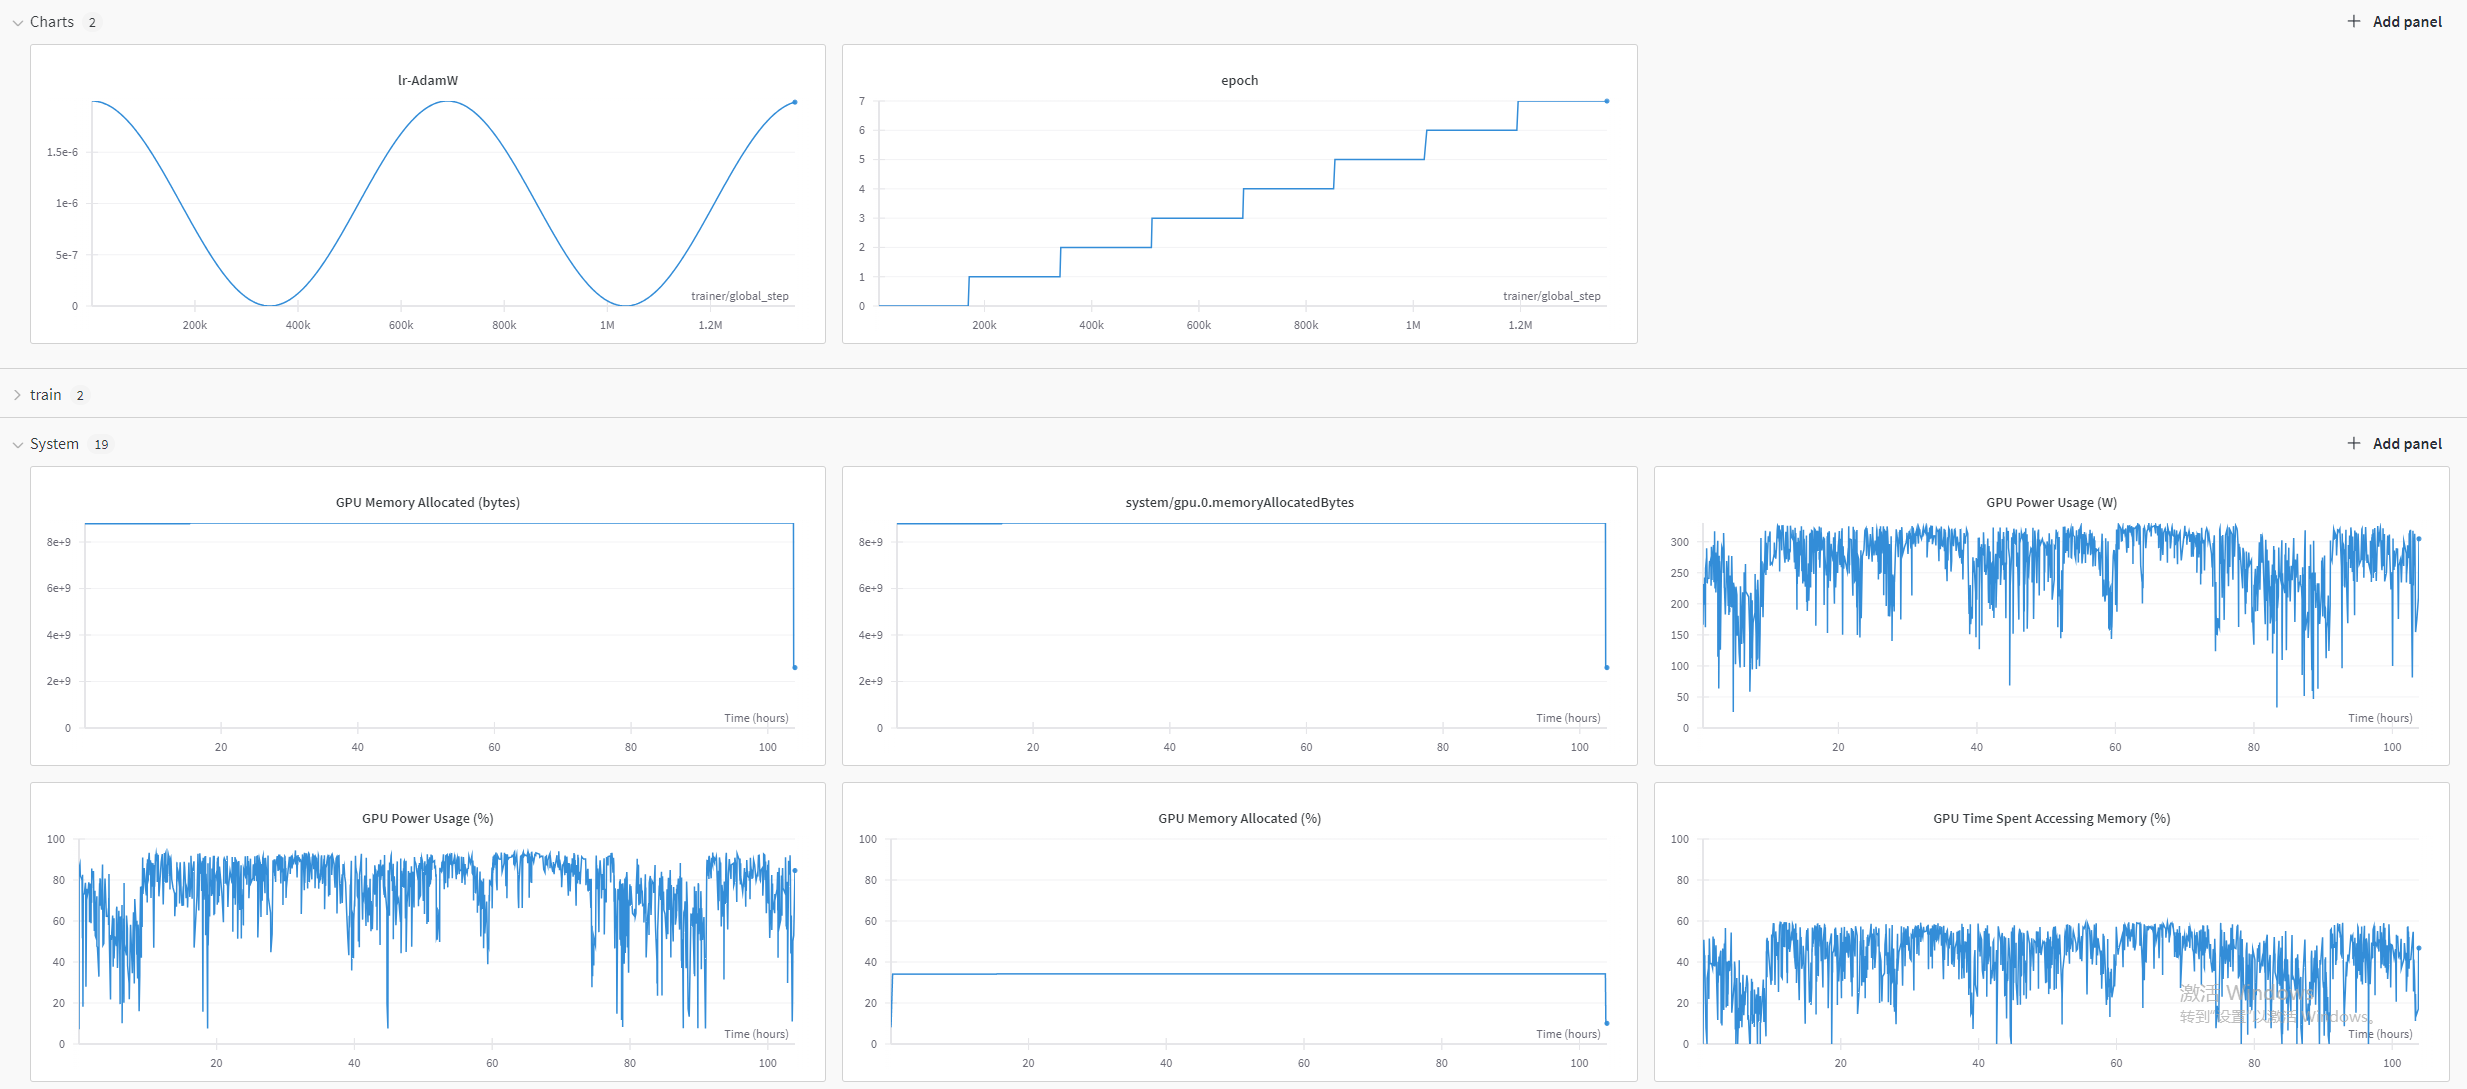 Charts 2
Add panel
lr-AdamW
1.5e-6
1e-6
5e-7
0
trainer/global_step
200k 400k 600k 800k 1M 1.2M
epoch
7
6
5
4
3
2
1
0
trainer/global_step
200k 400k 600k 800k 1M 1.2M
train 2
System 19
Add panel
GPU Memory Allocated (bytes)
8e+9
6e+9
4e+9
2e+9
0
Time (hours)
20 40 60 80 100
system/gpu.0.memoryAllocatedBytes
8e+9
6e+9
4e+9
2e+9
0
Time (hours)
20 40 60 80 100
GPU Power Usage (W)
300
250
200
150
100
50
0
Time (hours)
20 40 60 80 100
GPU Power Usage (%)
100
80
60
40
20
0
Time (hours)
20 40 60 80 100
GPU Memory Allocated (%)
100
80
60
40
20
0
Time (hours)
20 40 60 80 100
GPU Time Spent Accessing Memory (%)
100
80
60
40
20
0
激活 Windows
转到"设置"以激活 Windows。
Time (hours)
20 40 60 80 100